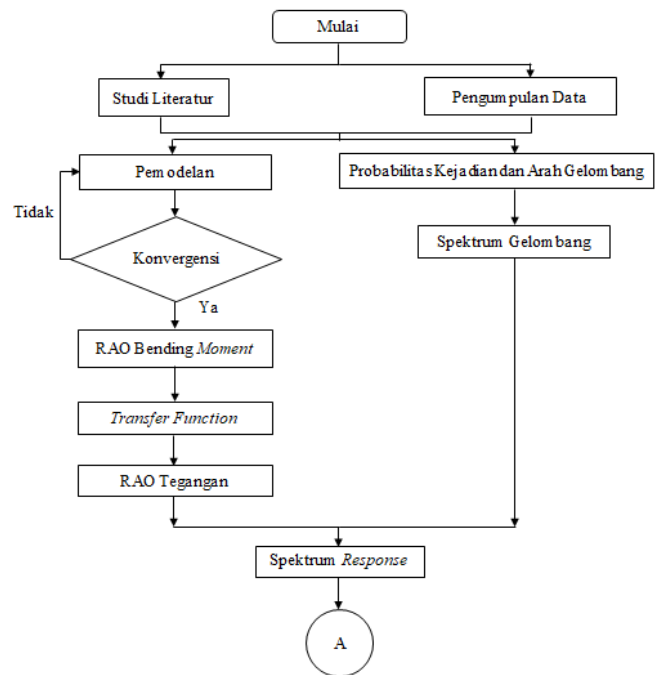 Mulai
Studi Literatur
Pengumpulan Data
Pemodelan
Probabilitas Kejadian dan Arah Gelombang
Tidak
Spektrum Gelombang
Konvergensi
Ya
RAO Bending Moment
Transfer Function
RAO Tegangan
Spektrum Response
A